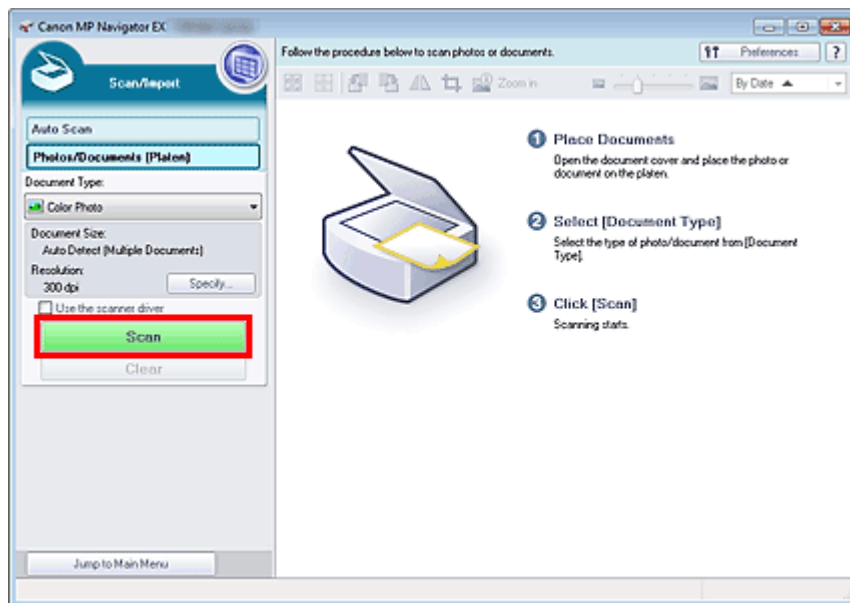 Canon MP Navigator EX
Scan/Import
Auto Scan
Photos/Documents (Platen)
Document Type:
Color Photo
Document Size:
Auto Detect (Multiple Documents)
Resolution:
300 dpi
Specify...
Use the scanner driver
Scan
Clear
Jump to Main Menu
Follow the procedure below to scan photos or documents.
Preferences
?
Zoom in
By Date
1 Place Documents
Open the document cover and place the photo or
document on the platen.
2 Select [Document Type]
Select the type of photo/document from [Document
Type].
3 Click [Scan]
Scanning starts.